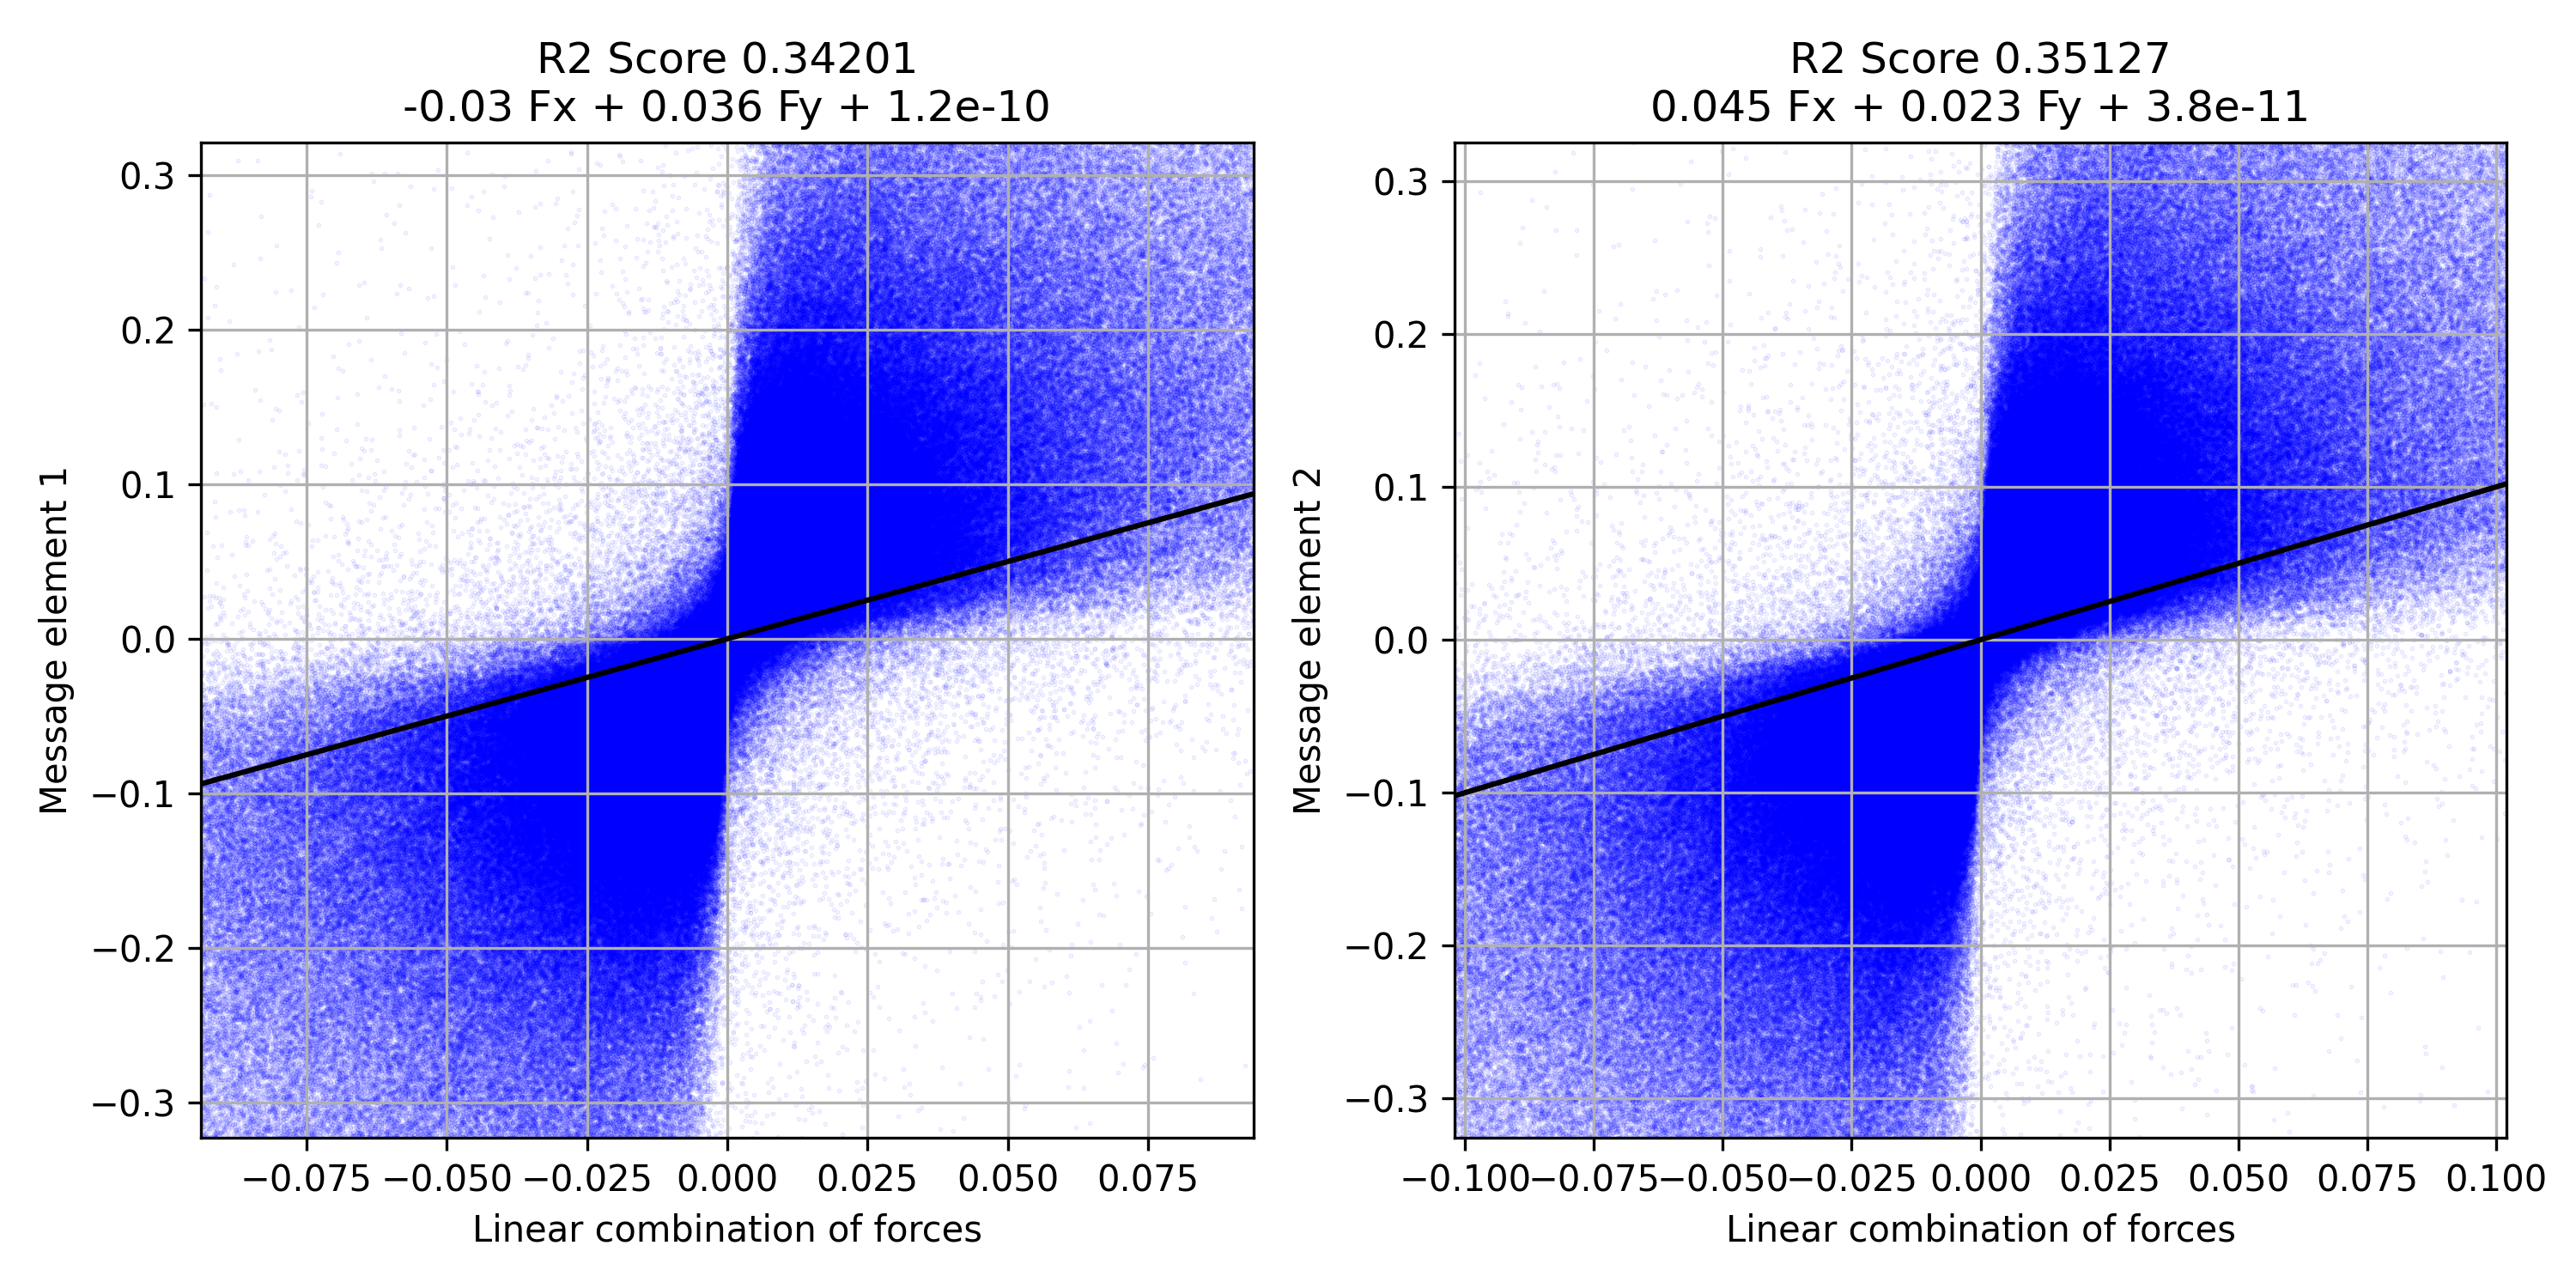 R2 Score 0.34201
-0.03 Fx + 0.036 Fy + 1.2e-10
Message element 1
0.3
0.2
0.1
0.0
−0.1
−0.2
−0.3
−0.075 −0.050 −0.025 0.000 0.025 0.050 0.075
Linear combination of forces
R2 Score 0.35127
0.045 Fx + 0.023 Fy + 3.8e-11
Message element 2
0.3
0.2
0.1
0.0
−0.1
−0.2
−0.3
−0.100 −0.075 −0.050 −0.025 0.000 0.025 0.050 0.075 0.100
Linear combination of forces